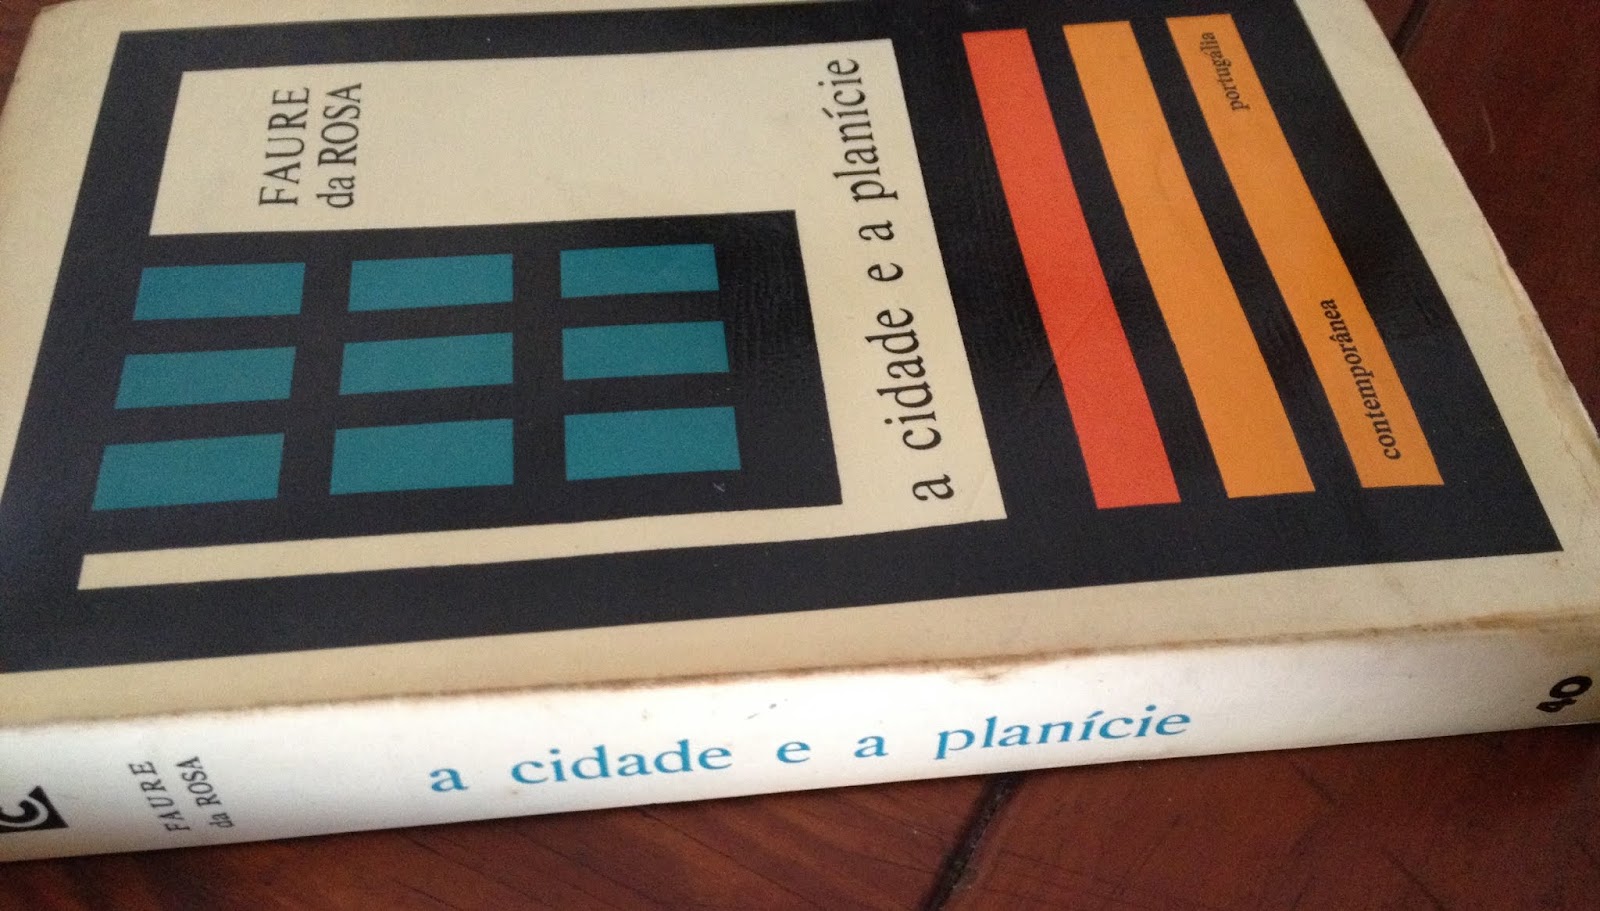 FAURE
da ROSA
a cidade e a planície
portugália
contemporânea
C
FAURE
da ROSA
a cidade e a planície
40